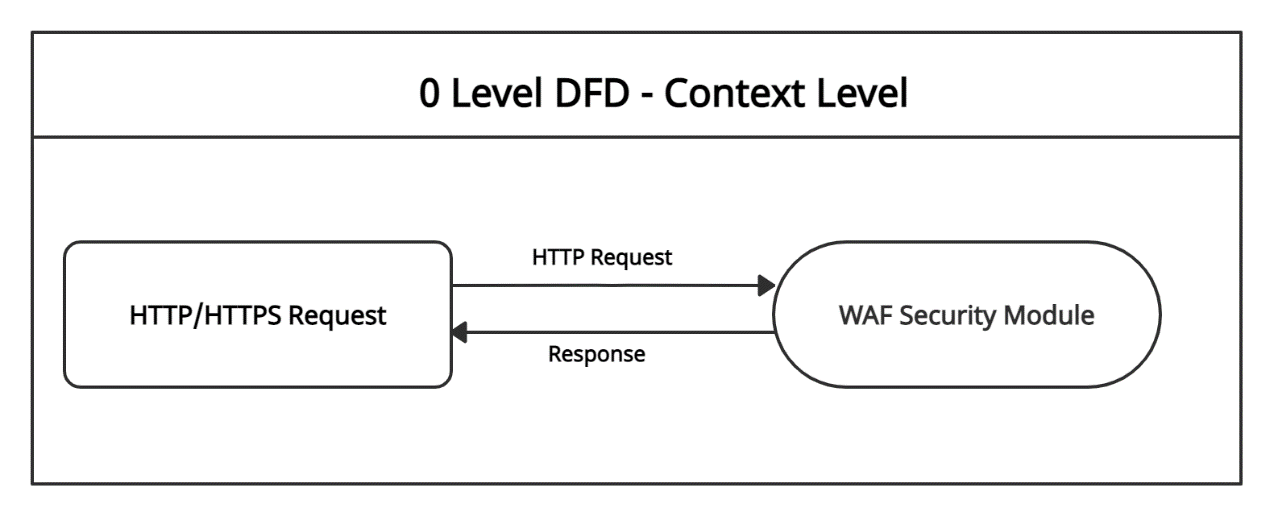 0 Level DFD - Context Level
HTTP Request
HTTP/HTTPS Request
WAF Security Module
Response